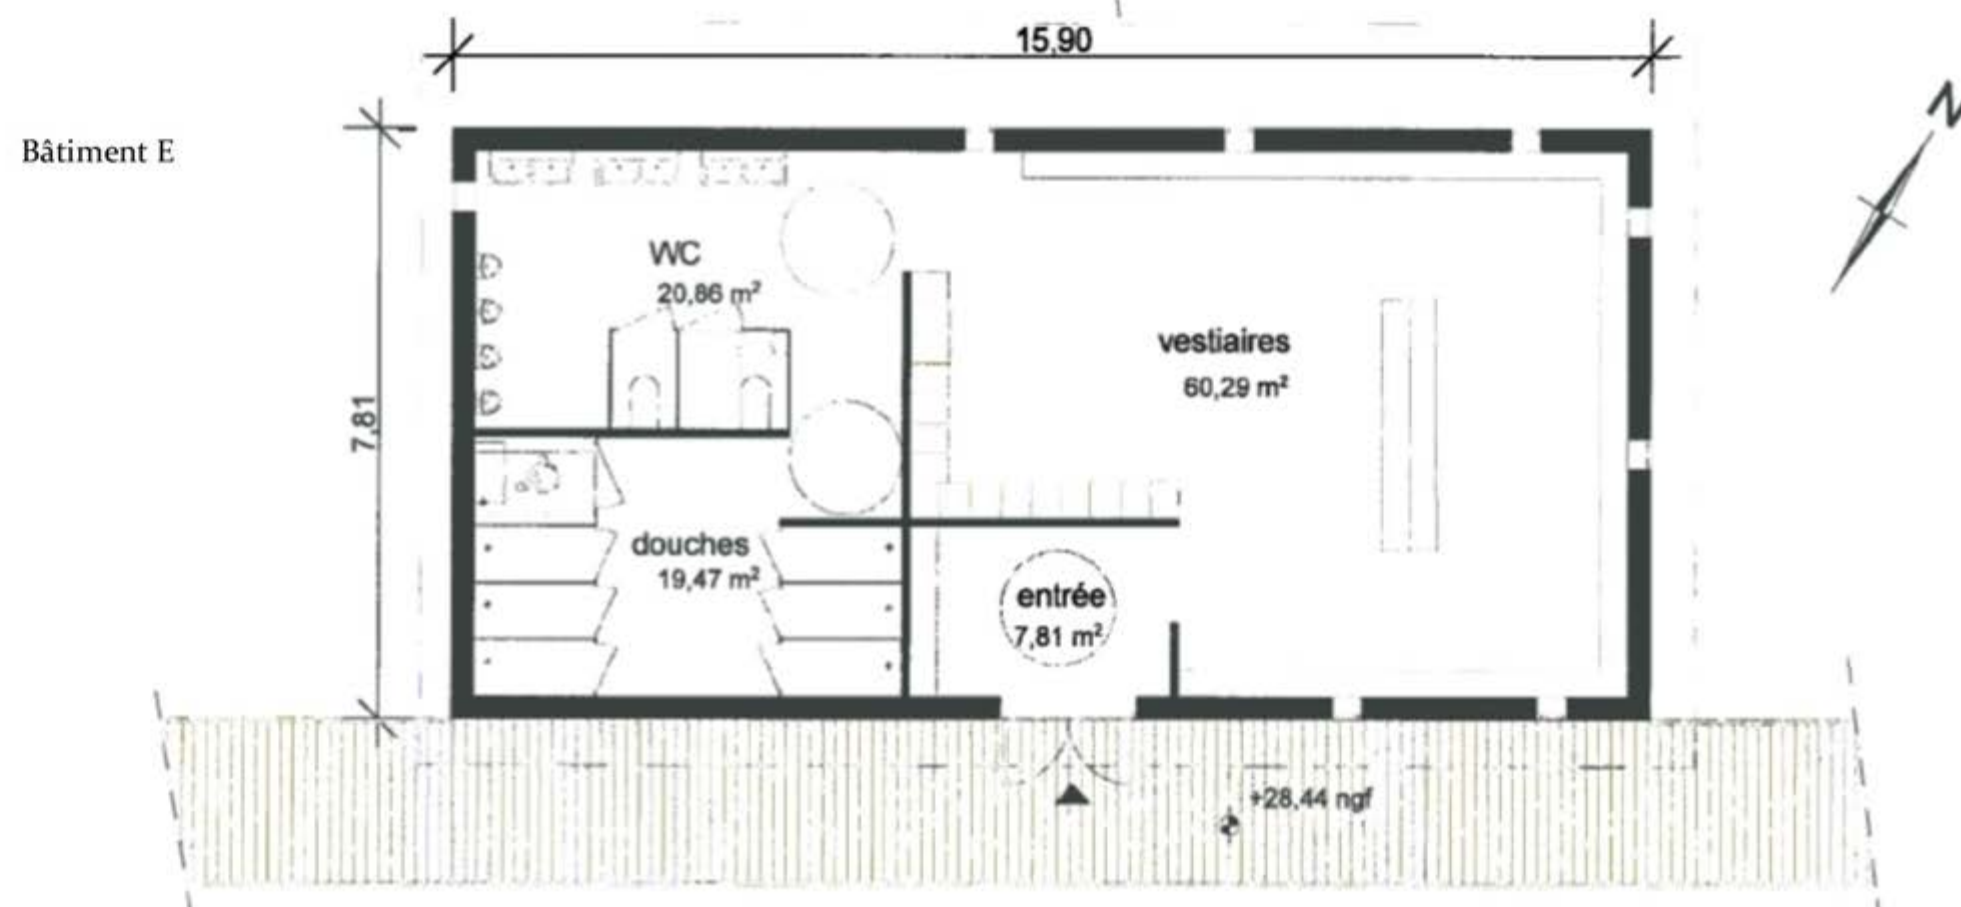 15,90
N
Bâtiment E
WC
20,86 m²
vestiaires
60,29 m²
7,81
douches
19,47 m²
entrée
7,81 m²
+28,44 ngf